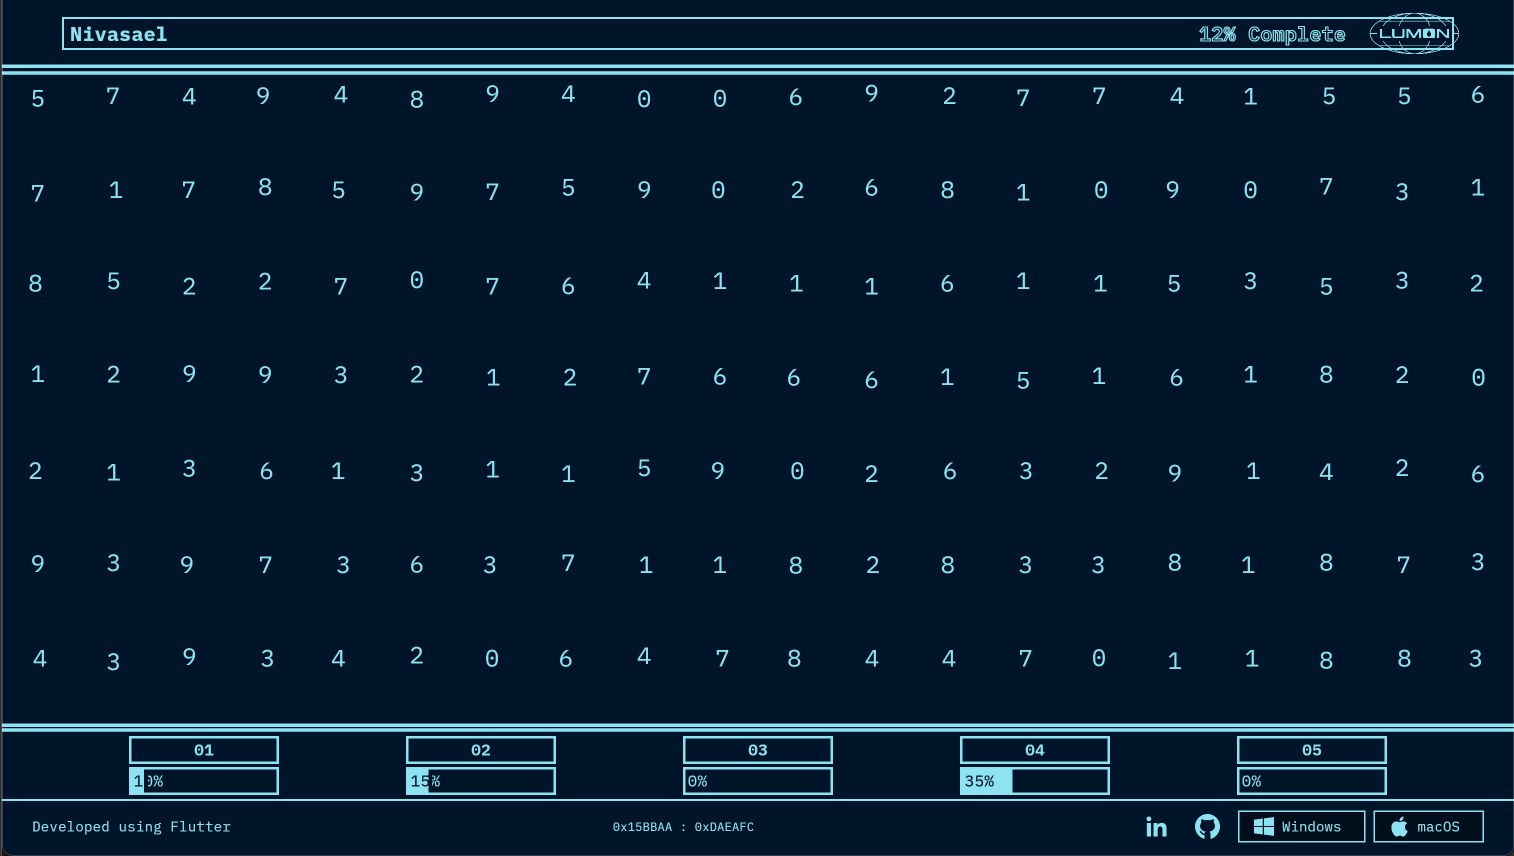 Nivasael 12% Complete LUMON
5 7 4 9 4 8 9 4 0 0 6 9 2 7 7 4 1 5 5 6
7 1 7 8 5 9 7 5 9 0 2 6 8 1 0 9 0 7 3 1
8 5 2 2 7 0 7 6 4 1 1 1 6 1 1 5 3 5 3 2
1 2 9 9 3 2 1 2 7 6 6 6 1 5 1 6 1 8 2 0
2 1 3 6 1 3 1 1 5 9 0 2 6 3 2 9 1 4 2 6
9 3 9 7 3 6 3 7 1 1 8 2 8 3 3 8 1 8 7 3
4 3 9 3 4 2 0 6 4 7 8 4 4 7 0 1 1 8 8 3
01 02 03 04 05
10% 15% 0% 35% 0%
Developed using Flutter 0x15BBAA : 0xDAEAFC in Windows macOS